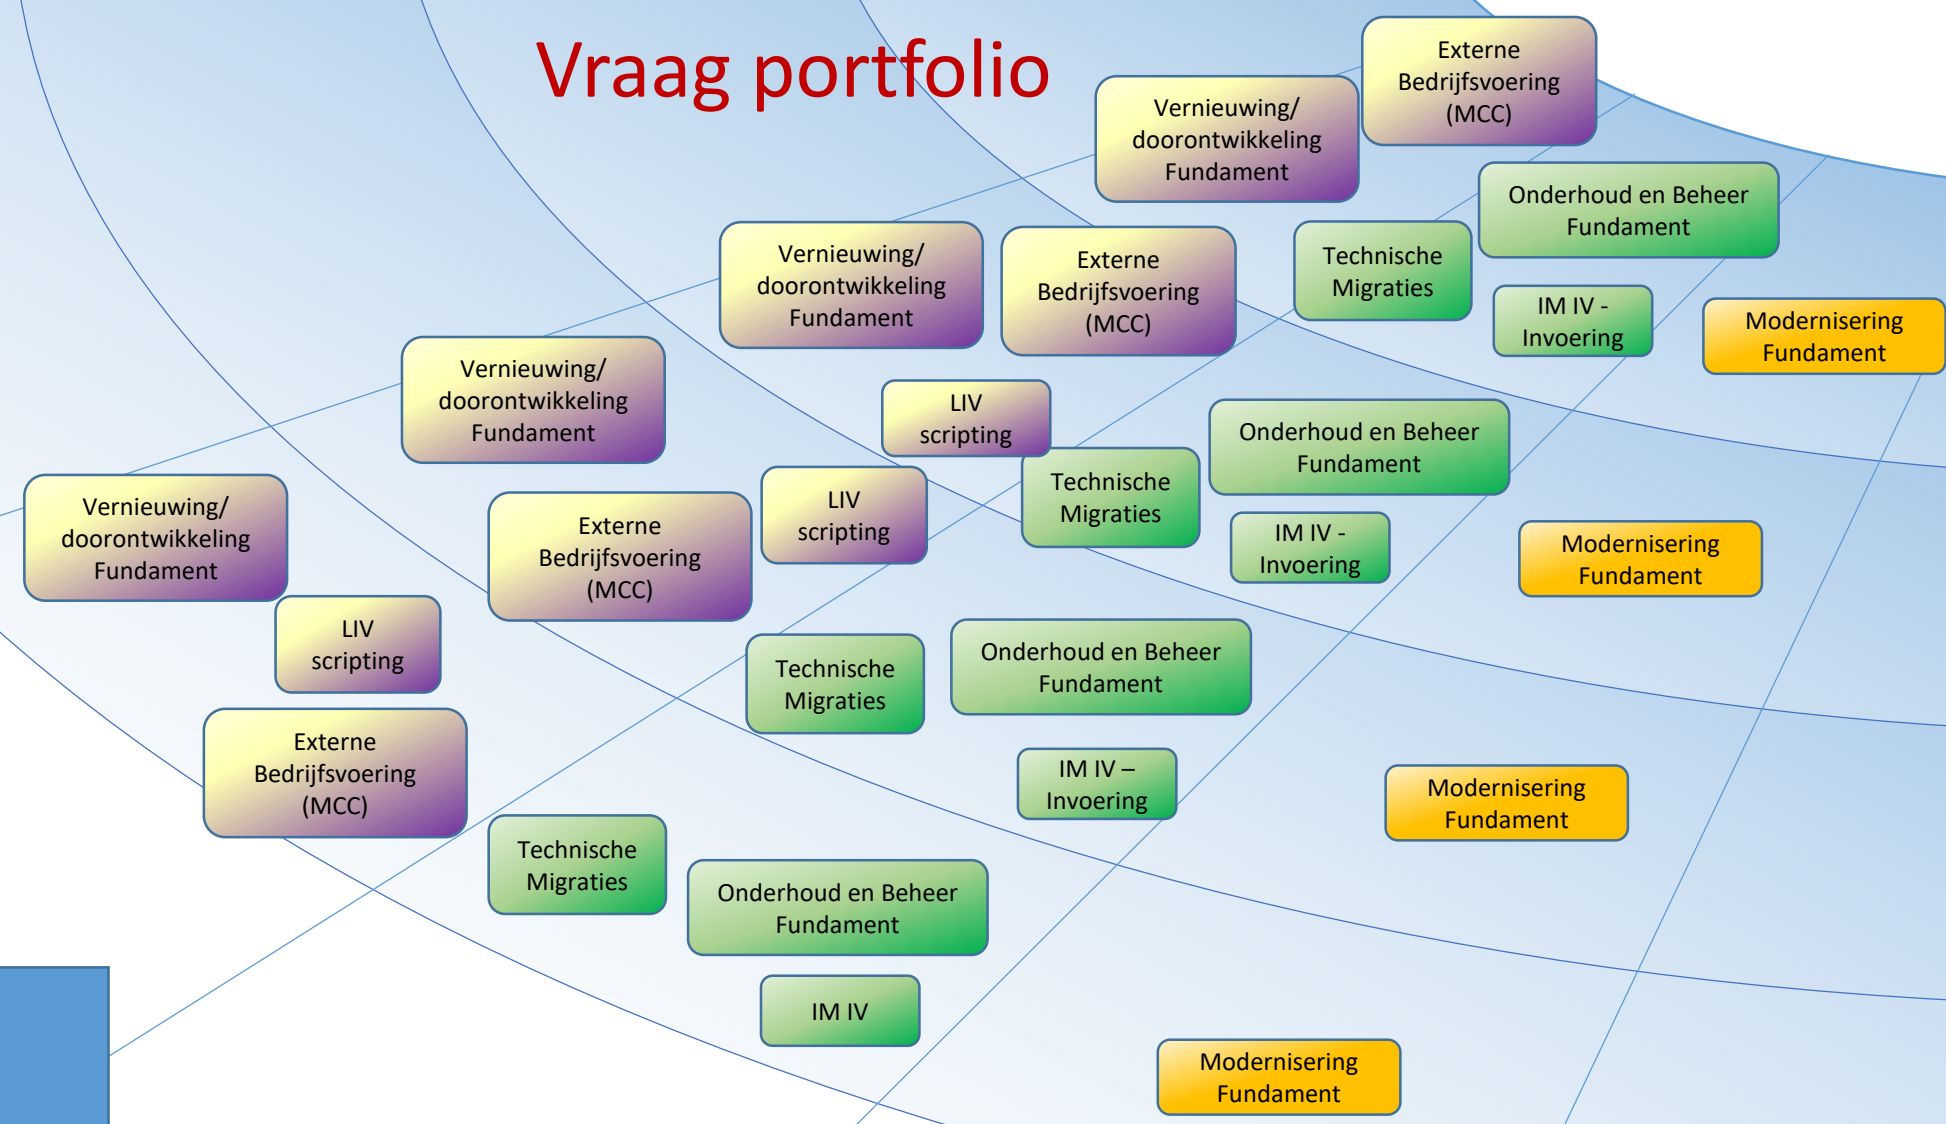 Vraag portfolio
Externe
Bedrijfsvoering
(MCC)
Vernieuwing/
doorontwikkeling
Fundament
Onderhoud en Beheer
Fundament
Vernieuwing/
doorontwikkeling
Fundament
Externe
Bedrijfsvoering
(MCC)
Technische
Migraties
IM IV -
Invoering
Modernisering
Fundament
Vernieuwing/
doorontwikkeling
Fundament
LIV
scripting
Onderhoud en Beheer
Fundament
Technische
Migraties
Vernieuwing/
doorontwikkeling
Fundament
Externe
Bedrijfsvoering
(MCC)
LIV
scripting
IM IV -
Invoering
Modernisering
Fundament
LIV
scripting
Technische
Migraties
Onderhoud en Beheer
Fundament
Externe
Bedrijfsvoering
(MCC)
IM IV –
Invoering
Modernisering
Fundament
Technische
Migraties
Onderhoud en Beheer
Fundament
IM IV
Modernisering
Fundament